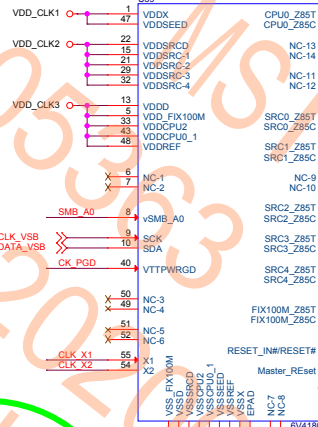 VDD_CLK1
1 VDDX CPU0_Z85T
47 VDDSEED CPU0_Z85C
VDD_CLK2
22 VDDSRCD NC-13
15 VDDSRC-1 NC-14
21 VDDSRC-2
29 VDDSRC-3 NC-11
32 VDDSRC-4 NC-12
VDD_CLK3
13 VDDD
5 VDD_FIX100M SRC0_Z85T
33 VDDCPU2 SRC0_Z85C
43 VDDCPU0_1
48 VDDREF SRC1_Z85T
SRC1_Z85C
6 NC-1 NC-9
7 NC-2 NC-10
SMB_A0 8 vSMB_A0 SRC2_Z85T
SRC2_Z85C
CLK_VSB 9 SCK SRC3_Z85T
DATA_VSB 10 SDA SRC3_Z85C
CK_PGD 40 VTTPWRGD SRC4_Z85T
SRC4_Z85C
50 NC-3
49 NC-4 FIX100M_Z85T
FIX100M_Z85C
51 NC-5
52 NC-6
RESET_IN#/RESET#
CLK_X1 55 X1
CLK_X2 54 X2 Master_REset
VSS_FIX100M
VSSD
VSSSRCD
VSSCPU2
VSSCPU0_1
VSSSEED
VSSREF
VSSX
EPAD
NC-7
NC-8